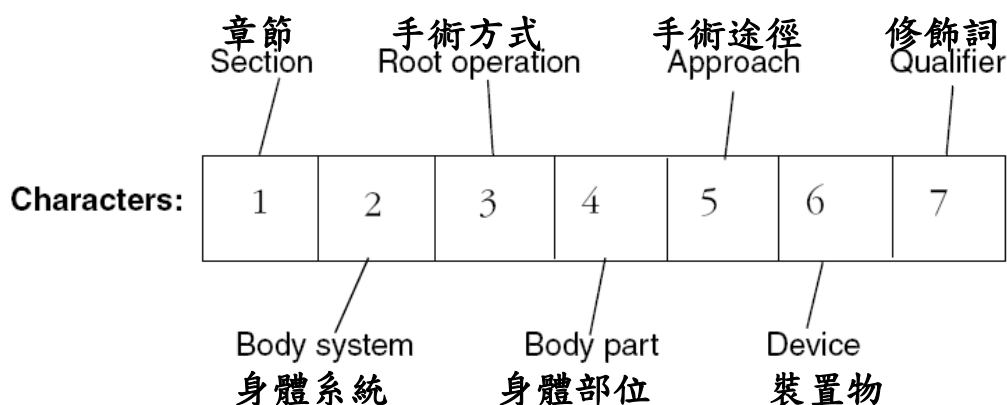 章節 手術方式 手術途徑 修飾詞
Section Root operation Approach Qualifier
Characters: 1 2 3 4 5 6 7
Body system Body part Device
身體系統 身體部位 裝置物